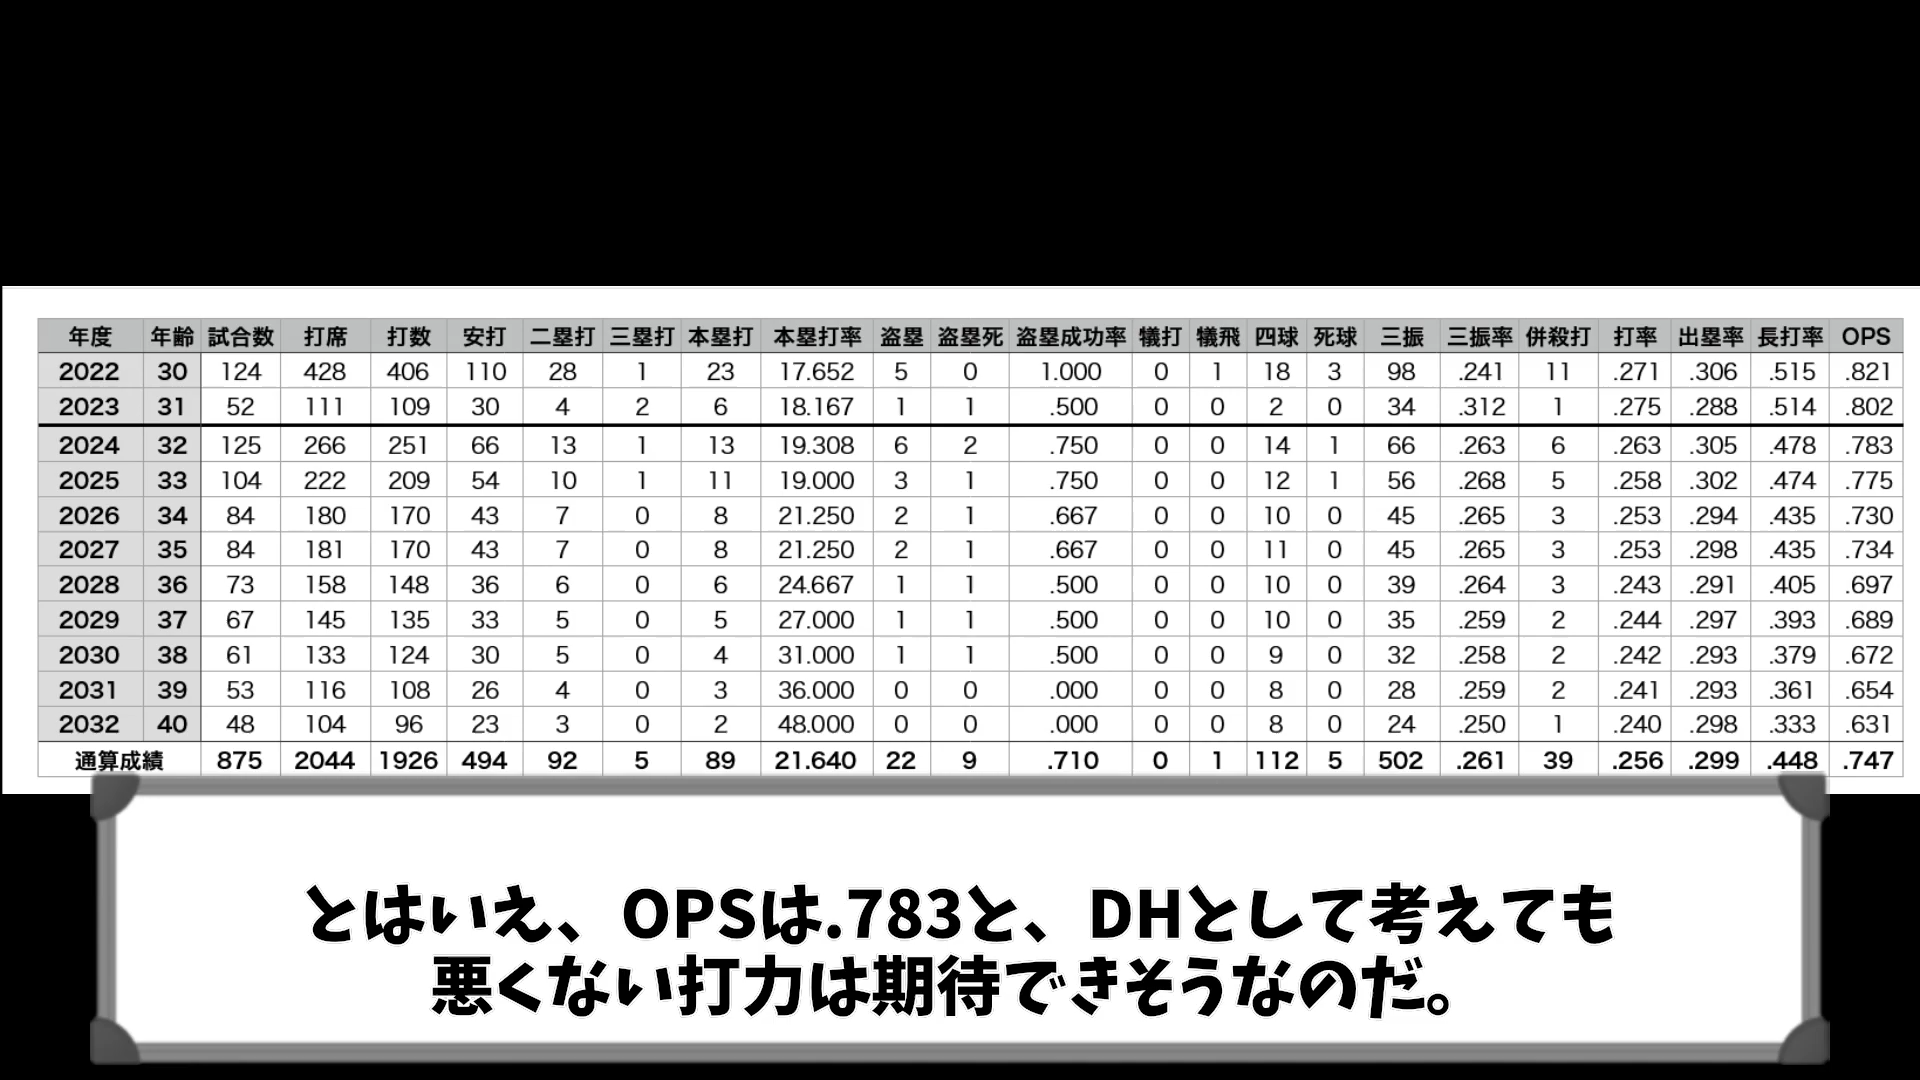 年度 年齢 試合数 打席 打数 安打 二塁打 三塁打 本塁打 本塁打率 盗塁 盗塁死 盗塁成功率 犠打 犠飛 四球 死球 三振 三振率 併殺打 打率 出塁率 長打率 OPS
2022 30 124 428 406 110 28 1 23 17.652 5 0 1.000 0 1 18 3 98 .241 11 .271 .306 .515 .821
2023 31 52 111 109 30 4 2 6 18.167 1 1 .500 0 0 2 0 34 .312 1 .275 .288 .514 .802
2024 32 125 266 251 66 13 1 13 19.308 6 2 .750 0 0 14 1 66 .263 6 .263 .305 .478 .783
2025 33 104 222 209 54 10 1 11 19.000 3 1 .750 0 0 12 1 56 .268 5 .258 .302 .474 .775
2026 34 84 180 170 43 7 0 8 21.250 2 1 .667 0 0 10 0 45 .265 3 .253 .294 .435 .730
2027 35 84 181 170 43 7 0 8 21.250 2 1 .667 0 0 11 0 45 .265 3 .253 .298 .435 .734
2028 36 73 158 148 36 6 0 6 24.667 1 1 .500 0 0 10 0 39 .264 3 .243 .291 .405 .697
2029 37 67 145 135 33 5 0 5 27.000 1 1 .500 0 0 10 0 35 .259 2 .244 .297 .393 .689
2030 38 61 133 124 30 5 0 4 31.000 1 1 .500 0 0 9 0 32 .258 2 .242 .293 .379 .672
2031 39 53 116 108 26 4 0 3 36.000 0 0 .000 0 0 8 0 28 .259 2 .241 .293 .361 .654
2032 40 48 104 96 23 3 0 2 48.000 0 0 .000 0 0 8 0 24 .250 1 .240 .298 .333 .631
通算成績 875 2044 1926 494 92 5 89 21.640 22 9 .710 0 1 112 5 502 .261 39 .256 .299 .448 .747
とはいえ、OPSは.783と、DHとして考えても
悪くない打力は期待できそうなのだ。